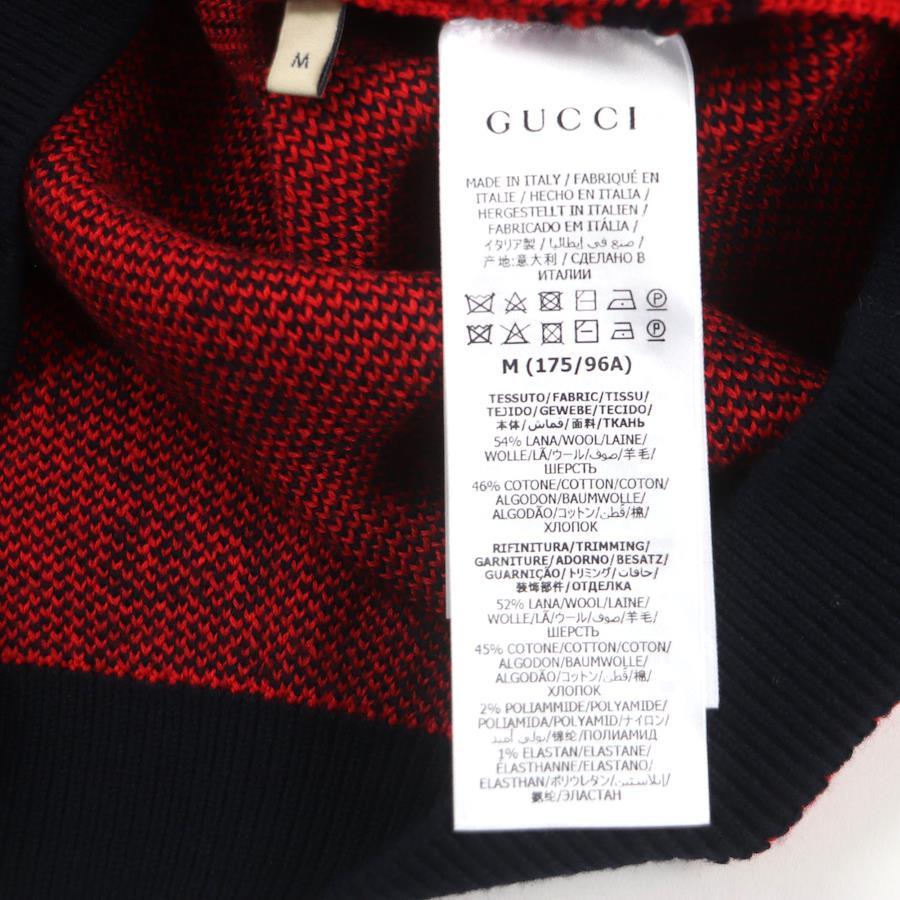 M
GUCCI
MADE IN ITALY / FABRIQUÉ EN
ITALIE / HECHO EN ITALIA /
HERGESTELLT IN ITALIEN /
FABRICADO EM ITÁLIA /
イタリア製 / صنع في إيطاليا /
产地:意大利 / СДЕЛАНО В
ИТАЛИИ
M (175/96A)
TESSUTO/FABRIC/TISSU/
TEJIDO/GEWEBE/TECIDO/
本体/قماش/面料/ТКАНЬ
54% LANA/WOOL/LAINE/
WOLLE/LÃ/ウール/صوف/羊毛/
ШЕРСТЬ
46% COTONE/COTTON/COTON/
ALGODON/BAUMWOLLE/
ALGODÃO/コットン/قطن/棉/
ХЛОПОК
RIFINITURA/TRIMMING/
GARNITURE/ADORNO/BESATZ/
GUARNIÇÃO/トリミング/حافات/
装饰部件/ОТДЕЛКА
52% LANA/WOOL/LAINE/
WOLLE/LÃ/ウール/صوف/羊毛/
ШЕРСТЬ
45% COTONE/COTTON/COTON/
ALGODON/BAUMWOLLE/
ALGODÃO/コットン/قطن/棉/
ХЛОПОК
2% POLIAMMIDE/POLYAMIDE/
POLIAMIDA/POLYAMID/ナイロン/
بولي أميد/锦纶/ПОЛИАМИД
1% ELASTAN/ELASTANE/
ÉLASTHANNE/ELASTANO/
ELASTHAN/ポリウレタン/إيلاستين/
氨纶/ЭЛАСТАН